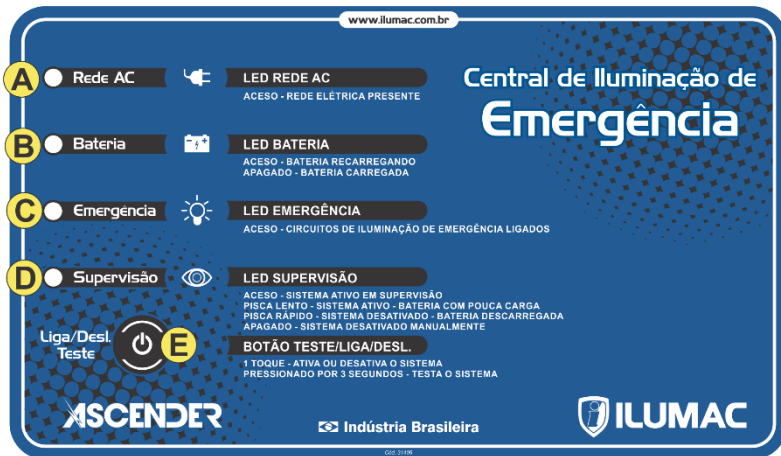 www.ilumac.com.br
Central de Iluminação de
Emergência
A Rede AC
LED REDE AC
ACESO - REDE ELÉTRICA PRESENTE
B Bateria
LED BATERIA
ACESO - BATERIA RECARREGANDO
APAGADO - BATERIA CARREGADA
C Emergência
LED EMERGÊNCIA
ACESO - CIRCUITOS DE ILUMINAÇÃO DE EMERGÊNCIA LIGADOS
D Supervisão
LED SUPERVISÃO
ACESO - SISTEMA ATIVO EM SUPERVISÃO
PISCA LENTO - SISTEMA ATIVO - BATERIA COM POUCA CARGA
PISCA RÁPIDO - SISTEMA DESATIVADO - BATERIA DESCARREGADA
APAGADO - SISTEMA DESATIVADO MANUALMENTE
Liga/Desl.
Teste
E
BOTÃO TESTE/LIGA/DESL.
1 TOQUE - ATIVA OU DESATIVA O SISTEMA
PRESSIONADO POR 3 SEGUNDOS - TESTA O SISTEMA
ASCENDER
Indústria Brasileira
ILUMAC